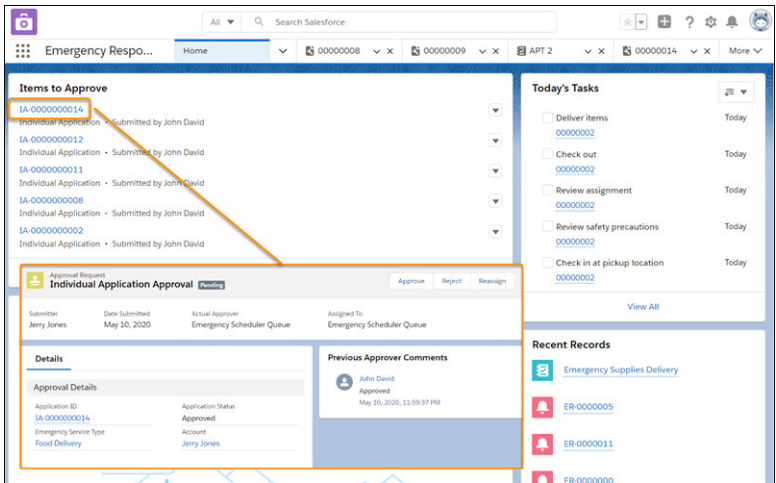 All
Search Salesforce
Emergency Respo...
Home
00000008
00000009
APT 2
00000014
More
Items to Approve
IA-0000000014
Individual Application • Submitted by John David
IA-0000000012
Individual Application • Submitted by John David
IA-0000000011
Individual Application • Submitted by John David
IA-0000000008
Individual Application • Submitted by John David
IA-0000000002
Individual Application • Submitted by John David
Approval Request
Individual Application Approval Pending
Approve Reject Reassign
Submitter Date Submitted Actual Approver Assigned To
Jerry Jones May 10, 2020 Emergency Scheduler Queue Emergency Scheduler Queue
Details
Approval Details
Application ID Application Status
IA-0000000014 Approved
Emergency Service Type Account
Food Delivery Jerry Jones
Previous Approver Comments
John David
Approved
May 10, 2020, 11:59:37 PM
Today's Tasks
Deliver items Today
00000002
Check out Today
00000002
Review assignment Today
00000002
Review safety precautions Today
00000002
Check in at pickup location Today
00000002
View All
Recent Records
Emergency Supplies Delivery
ER-0000005
ER-0000011
ER-0000000